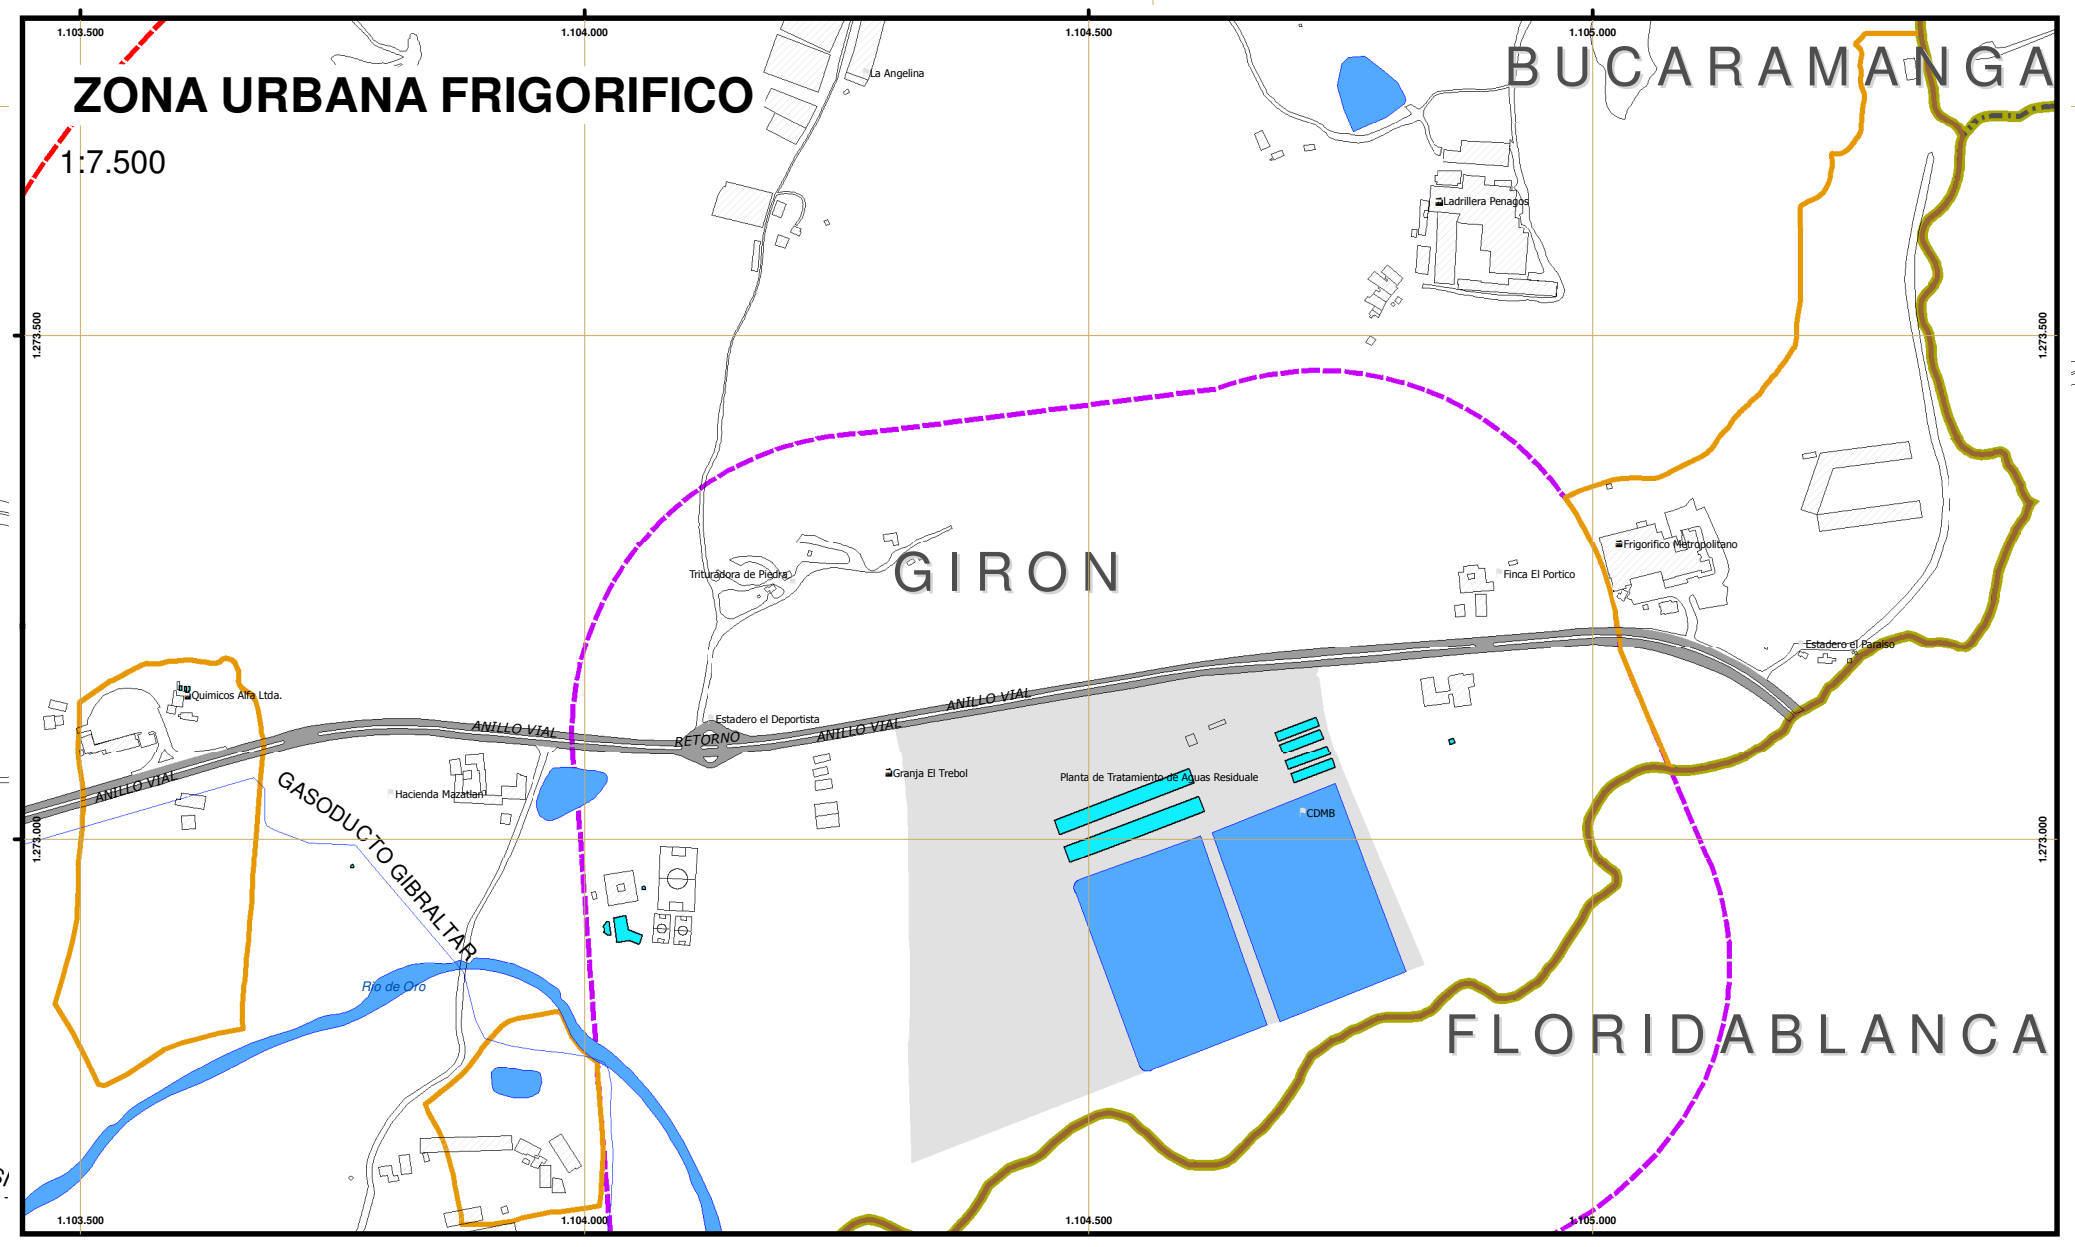 1.103.500
1.104.000
1.104.500
1.105.000
BUCARAMANGA
La Angelina
ZONA URBANA FRIGORIFICO
1:7.500
Ladrillera Penagos
1.273.500
1.273.500
Frigorifico Metropolitano
Trituradora de Piedra
GIRON
Finca El Portico
Estadero el Paraiso
Quimicos Alfa Ltda.
ANILLO VIAL
Estadero el Deportista
ANILLO VIAL
RETORNO
ANILLO VIAL
Granja El Trebol
Planta de Tratamiento de Aguas Residuale
ANILLO VIAL
Hacienda Mazatlan
GASODUCTO GIBRALTAR
CDMB
1.273.000
1.273.000
Rio de Oro
FLORIDABLANCA
1.103.500
1.104.000
1.104.500
1.105.000